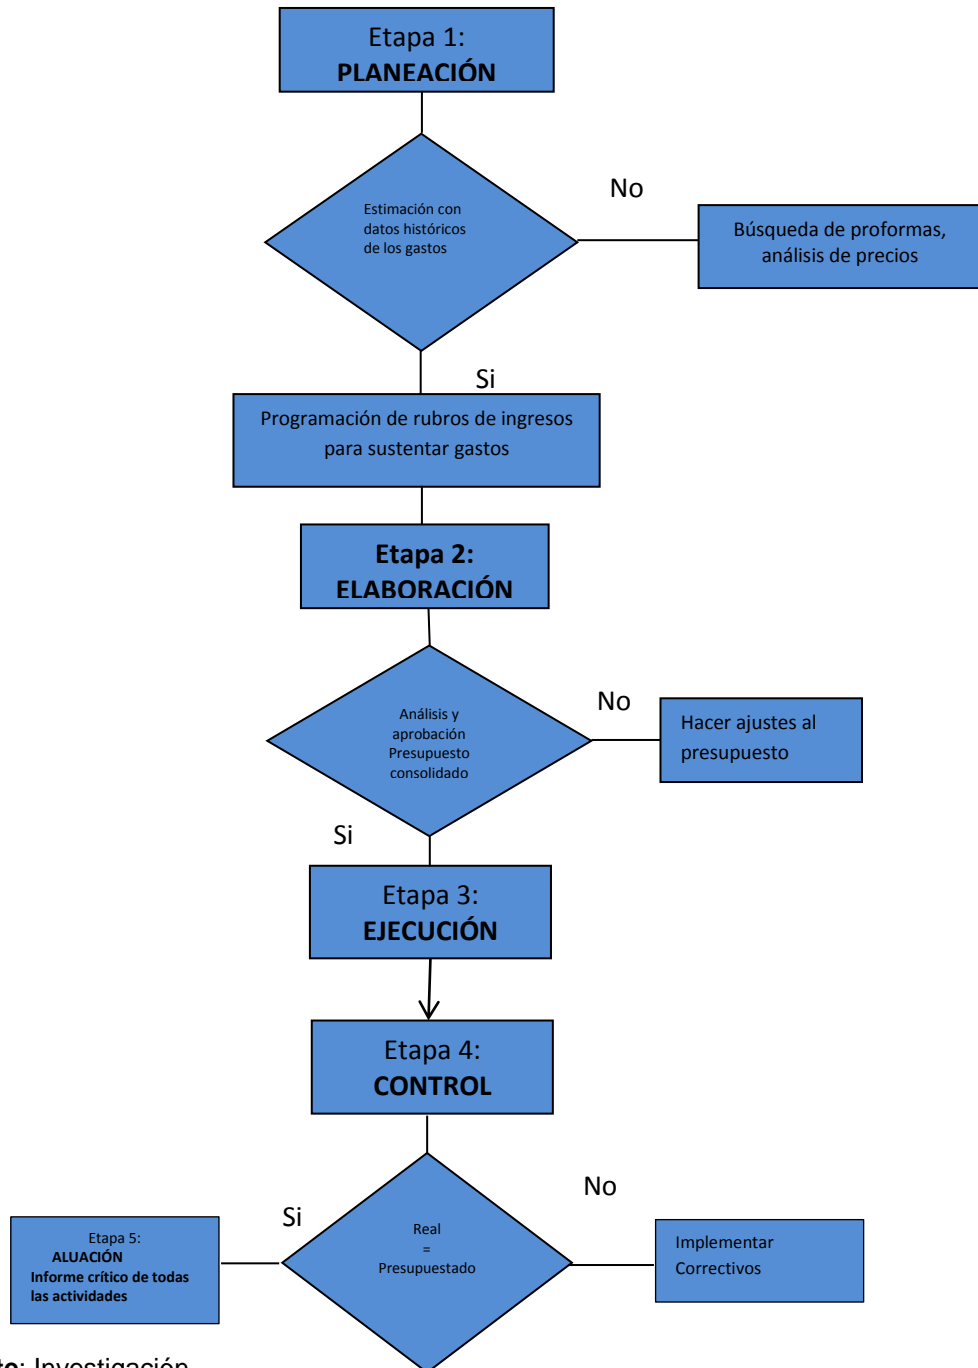 Etapa 1:
PLANEACIÓN
No
Estimación con
datos históricos
de los gastos
Búsqueda de proformas,
análisis de precios
Si
Programación de rubros de ingresos
para sustentar gastos
Etapa 2:
ELABORACIÓN
No
Análisis y
aprobación
Presupuesto
consolidado
Hacer ajustes al
presupuesto
Si
Etapa 3:
EJECUCIÓN
Etapa 4:
CONTROL
No
Si
Real
=
Presupuestado
Etapa 5:
ALUACIÓN
Informe crítico de todas
las actividades
Implementar
Correctivos
: Investigación